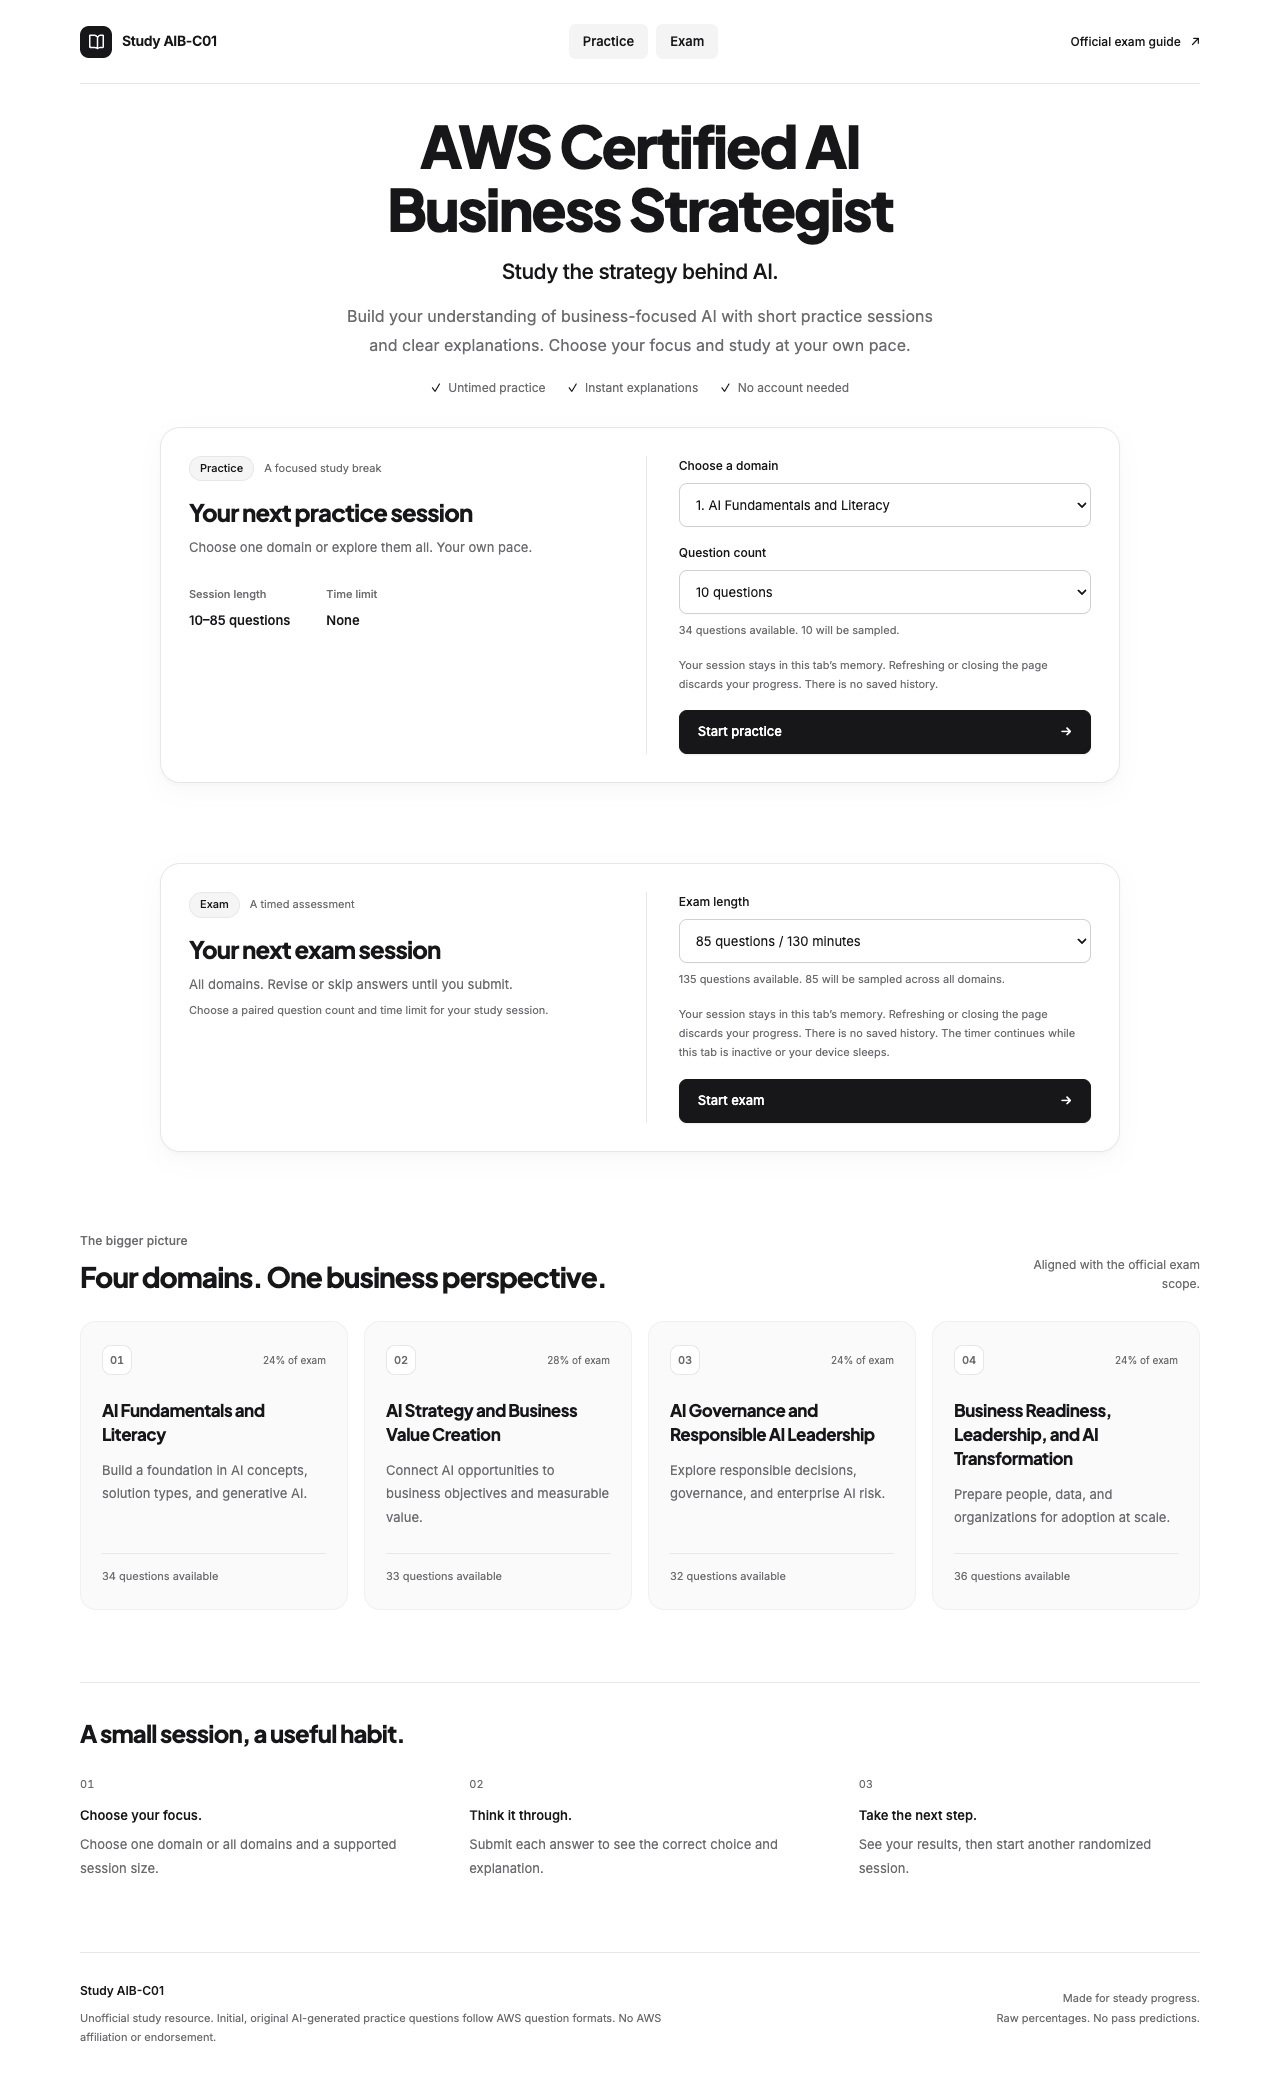 Study AIB-C01
Practice
Exam
Official exam guide
AWS Certified AI
Business Strategist
Study the strategy behind AI.
Build your understanding of business-focused AI with short practice sessions
and clear explanations. Choose your focus and study at your own pace.
Untimed practice
Instant explanations
No account needed
Practice
A focused study break
Your next practice session
Choose one domain or explore them all. Your own pace.
Session length
10–85 questions
Time limit
None
Choose a domain
1. AI Fundamentals and Literacy
Question count
10 questions
34 questions available. 10 will be sampled.
Your session stays in this tab’s memory. Refreshing or closing the page
discards your progress. There is no saved history.
Start practice
Exam
A timed assessment
Your next exam session
All domains. Revise or skip answers until you submit.
Choose a paired question count and time limit for your study session.
Exam length
85 questions / 130 minutes
135 questions available. 85 will be sampled across all domains.
Your session stays in this tab’s memory. Refreshing or closing the page
discards your progress. There is no saved history. The timer continues while
this tab is inactive or your device sleeps.
Start exam
The bigger picture
Four domains. One business perspective.
Aligned with the official exam
scope.
01
24% of exam
AI Fundamentals and
Literacy
Build a foundation in AI concepts,
solution types, and generative AI.
34 questions available
02
28% of exam
AI Strategy and Business
Value Creation
Connect AI opportunities to
business objectives and measurable
value.
33 questions available
03
24% of exam
AI Governance and
Responsible AI Leadership
Explore responsible decisions,
governance, and enterprise AI risk.
32 questions available
04
24% of exam
Business Readiness,
Leadership, and AI
Transformation
Prepare people, data, and
organizations for adoption at scale.
36 questions available
A small session, a useful habit.
01
Choose your focus.
Choose one domain or all domains and a supported
session size.
02
Think it through.
Submit each answer to see the correct choice and
explanation.
03
Take the next step.
See your results, then start another randomized
session.
Study AIB-C01
Unofficial study resource. Initial, original AI-generated practice questions follow AWS question formats. No AWS
affiliation or endorsement.
Made for steady progress.
Raw percentages. No pass predictions.